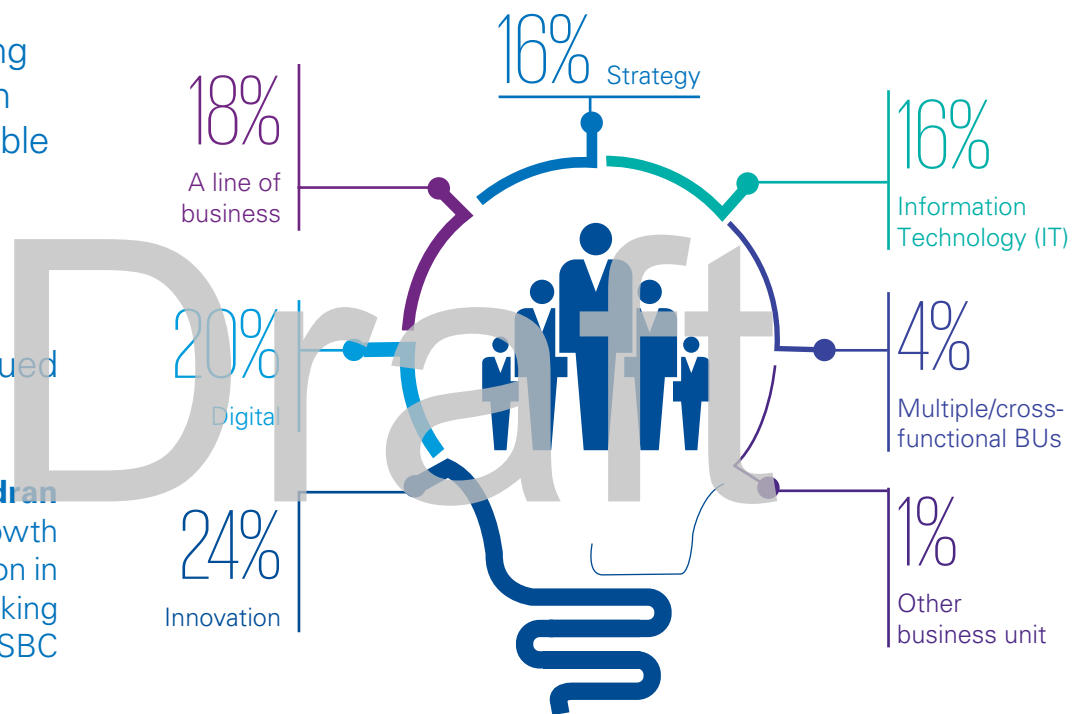 ng
n
ble
ued
dran
owth
on in
king
SBC
16% Strategy
18%
A line of
business
16%
Information
Technology (IT)
20%
Digital
4%
Multiple/cross-
functional BUs
24%
Innovation
1%
Other
business unit
Draft